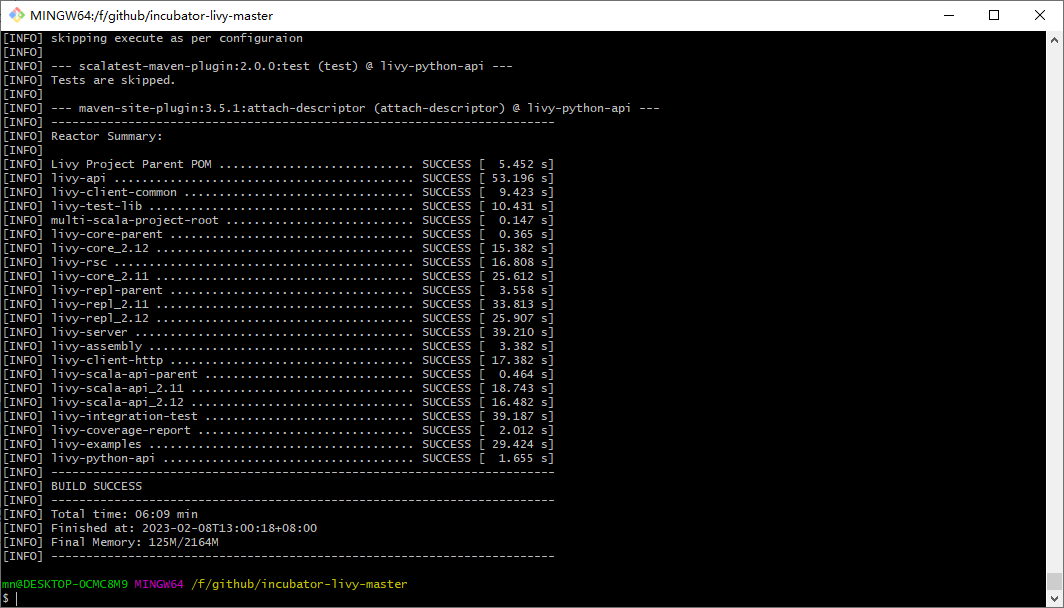 MINGW64:/f/github/incubator-livy-master
[INFO] skipping execute as per configuraion
[INFO]
[INFO] --- scalatest-maven-plugin:2.0.0:test (test) @ livy-python-api ---
[INFO] Tests are skipped.
[INFO]
[INFO] --- maven-site-plugin:3.5.1:attach-descriptor (attach-descriptor) @ livy-python-api ---
[INFO] ------------------------------------------------------------------------
[INFO] Reactor Summary:
[INFO]
[INFO] Livy Project Parent POM ............................ SUCCESS [  5.452 s]
[INFO] livy-api ........................................... SUCCESS [ 53.196 s]
[INFO] livy-client-common ................................. SUCCESS [  9.423 s]
[INFO] livy-test-lib ...................................... SUCCESS [ 10.431 s]
[INFO] multi-scala-project-root ........................... SUCCESS [  0.147 s]
[INFO] livy-core-parent ................................... SUCCESS [  0.365 s]
[INFO] livy-core_2.12 ..................................... SUCCESS [ 15.382 s]
[INFO] livy-rsc ........................................... SUCCESS [ 16.808 s]
[INFO] livy-core_2.11 ..................................... SUCCESS [ 25.612 s]
[INFO] livy-repl-parent ................................... SUCCESS [  3.558 s]
[INFO] livy-repl_2.11 ..................................... SUCCESS [ 33.813 s]
[INFO] livy-repl_2.12 ..................................... SUCCESS [ 25.907 s]
[INFO] livy-server ........................................ SUCCESS [ 39.210 s]
[INFO] livy-assembly ...................................... SUCCESS [  3.382 s]
[INFO] livy-client-http ................................... SUCCESS [ 17.382 s]
[INFO] livy-scala-api-parent .............................. SUCCESS [  0.464 s]
[INFO] livy-scala-api_2.11 ................................ SUCCESS [ 18.743 s]
[INFO] livy-scala-api_2.12 ................................ SUCCESS [ 16.482 s]
[INFO] livy-integration-test .............................. SUCCESS [ 39.187 s]
[INFO] livy-coverage-report ............................... SUCCESS [  2.012 s]
[INFO] livy-examples ...................................... SUCCESS [ 29.424 s]
[INFO] livy-python-api .................................... SUCCESS [  1.655 s]
[INFO] ------------------------------------------------------------------------
[INFO] BUILD SUCCESS
[INFO] ------------------------------------------------------------------------
[INFO] Total time: 06:09 min
[INFO] Finished at: 2023-02-08T13:00:18+08:00
[INFO] Final Memory: 125M/2164M
[INFO] ------------------------------------------------------------------------
mn@DESKTOP-OCMC8M9 MINGW64 /f/github/incubator-livy-master
$